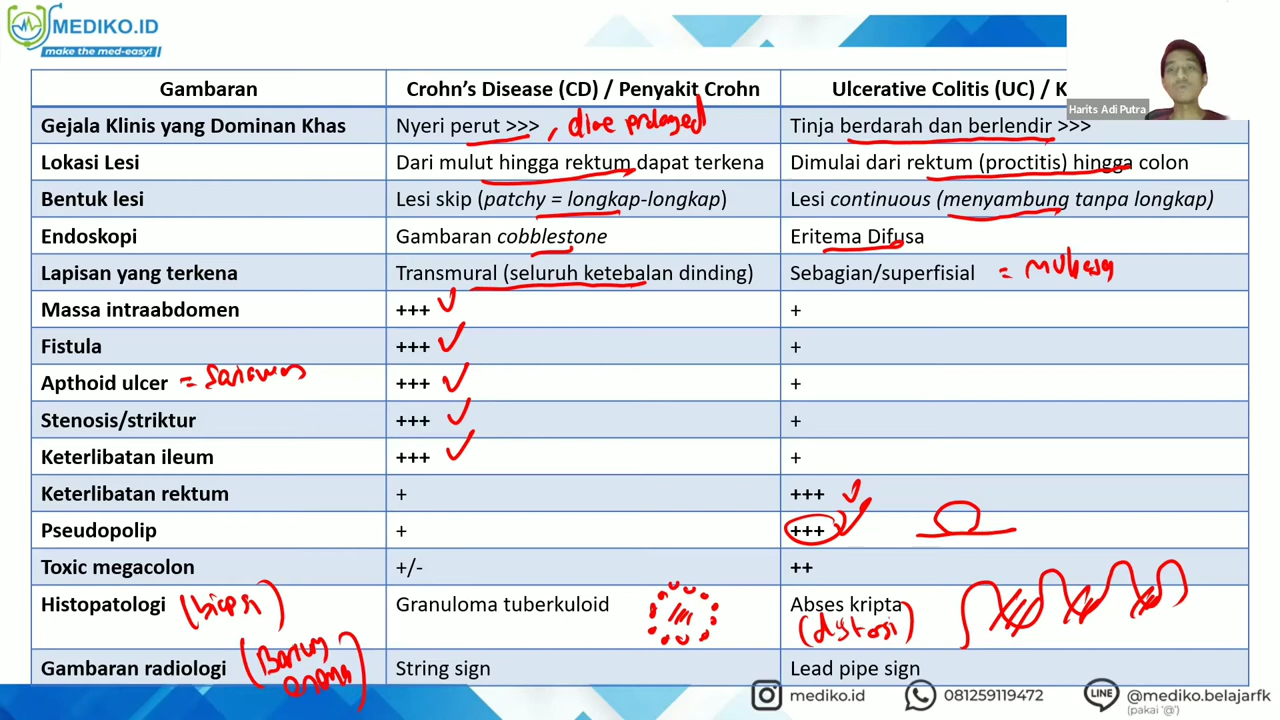 MEDIKO.ID
make the med-easy!
Gambaran Crohn's Disease (CD) / Penyakit Crohn Ulcerative Colitis (UC) / K
Harits Adi Putra
Gejala Klinis yang Dominan Khas Nyeri perut >>> , diare prolonged Tinja berdarah dan berlendir >>>
Lokasi Lesi Dari mulut hingga rektum dapat terkena Dimulai dari rektum (proctitis) hingga colon
Bentuk lesi Lesi skip (patchy = longkap-longkap) Lesi continuous (menyambung tanpa longkap)
Endoskopi Gambaran cobblestone Eritema Difusa
Lapisan yang terkena Transmural (seluruh ketebalan dinding) Sebagian/superfisial = mukosa
Massa intraabdomen +++ ✓ +
Fistula +++ ✓ +
Apthoid ulcer = sariawan +++ ✓ +
Stenosis/striktur +++ ✓ +
Keterlibatan ileum +++ ✓ +
Keterlibatan rektum + +++ ✓
Pseudopolip + +++ ✓
Toxic megacolon +/- ++
Histopatologi (biopsi) Granuloma tuberkuloid Abses kripta
(distorsi)
Gambaran radiologi (Barium enema) String sign Lead pipe sign
mediko.id 081259119472 LINE @mediko.belajarfk
(pakai '@')